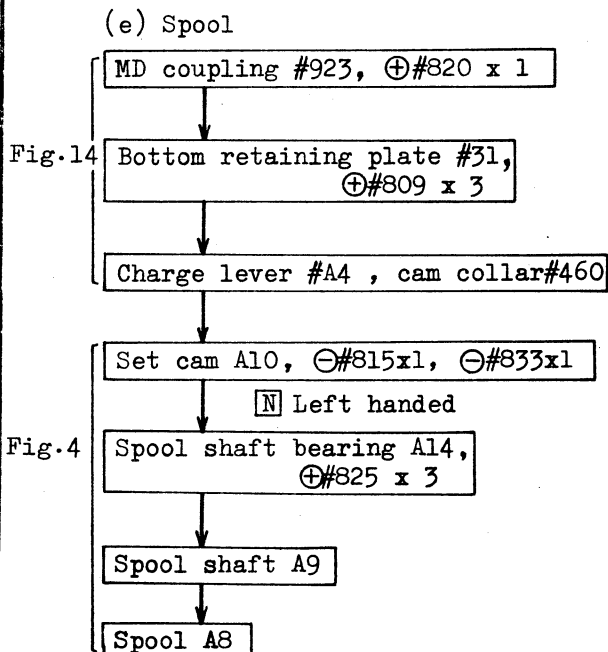 (e) Spool
MD coupling #923, ⊕#820 x 1
Fig.14
Bottom retaining plate #31,
⊕#809 x 3
Charge lever #A4 , cam collar#460
Set cam A10, ⊖#815x1, ⊖#833x1
N Left handed
Fig.4
Spool shaft bearing A14,
⊕#825 x 3
Spool shaft A9
Spool A8